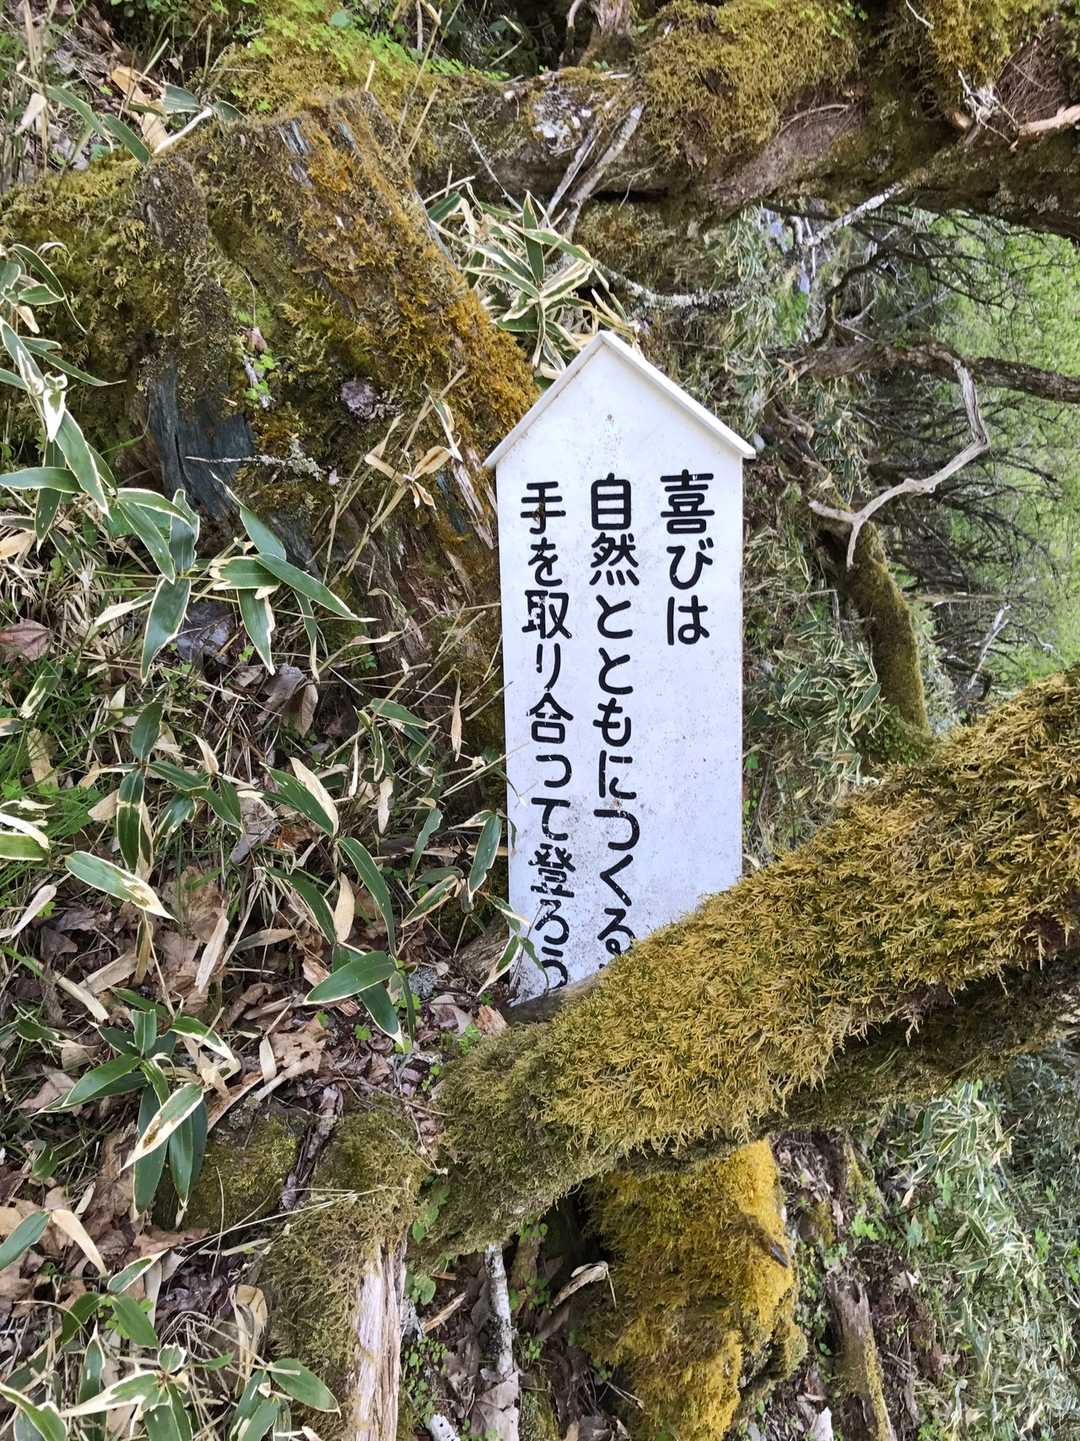 喜びは
自然とともにつくる
手を取り合って登ろう